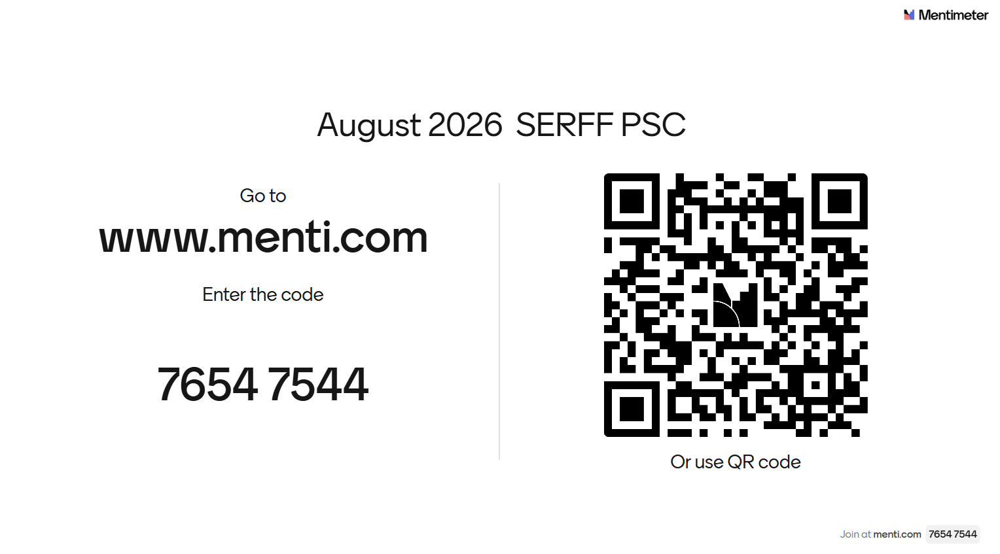 Mentimeter
August 2026  SERFF PSC
Go to
www.menti.com
Enter the code
7654 7544
Or use QR code
Join at menti.com 7654 7544